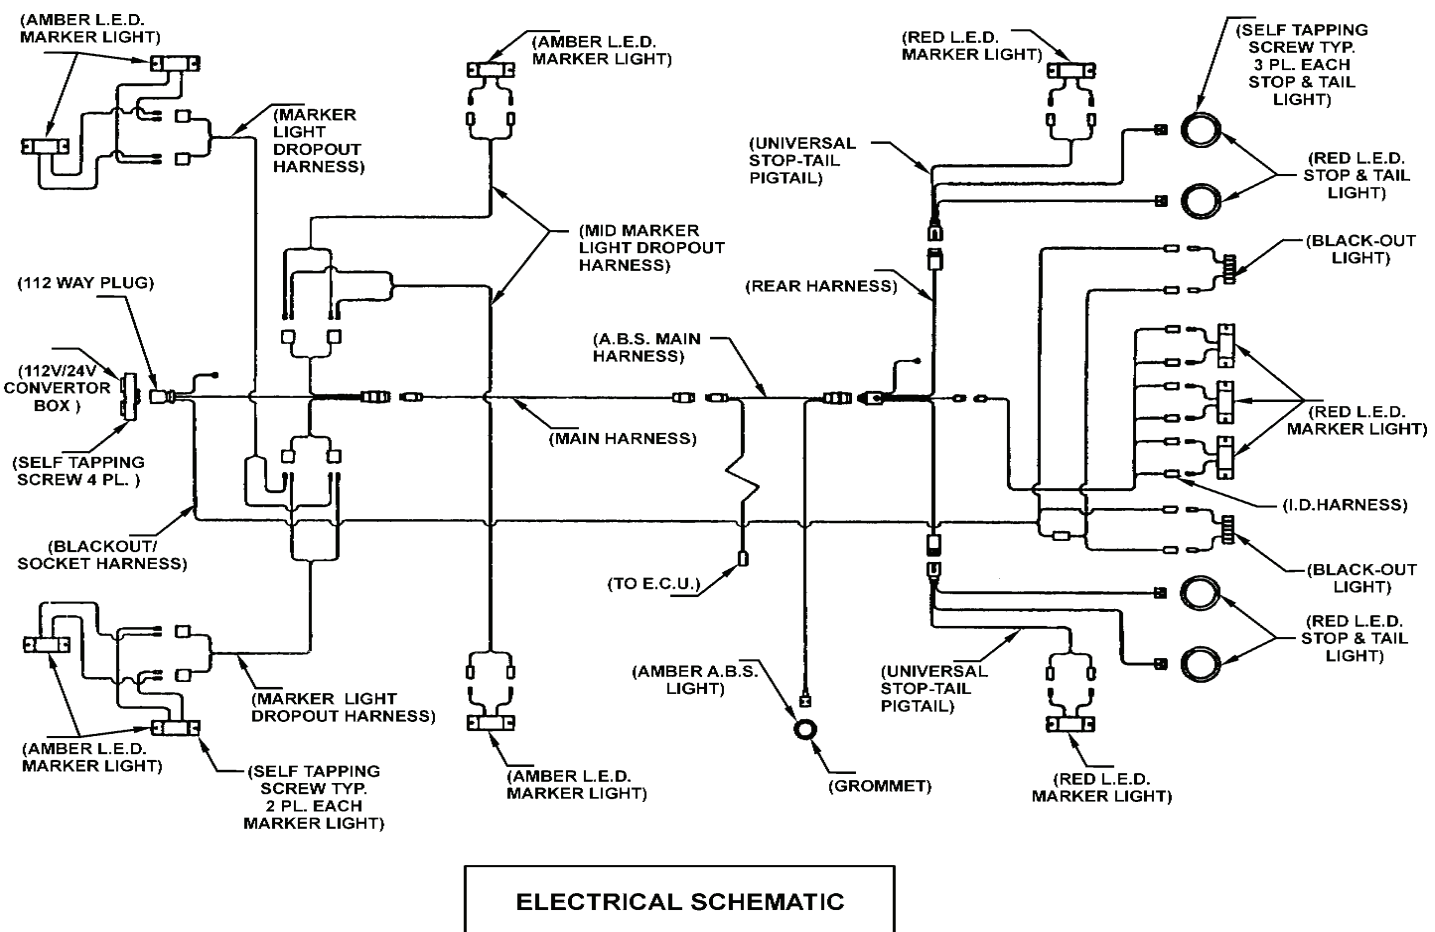 (AMBER L.E.D.
MARKER LIGHT)
(AMBER L.E.D.
MARKER LIGHT)
(RED L.E.D.
MARKER LIGHT)
(SELF TAPPING
SCREW TYP.
3 PL. EACH
STOP & TAIL
LIGHT)
(MARKER
LIGHT
DROPOUT
HARNESS)
(UNIVERSAL
STOP-TAIL
PIGTAIL)
(RED L.E.D.
STOP & TAIL
LIGHT)
(MID MARKER
LIGHT DROPOUT
HARNESS)
(BLACK-OUT
LIGHT)
(112 WAY PLUG)
(REAR HARNESS)
(A.B.S. MAIN
HARNESS)
(112V/24V
CONVERTOR
BOX )
(RED L.E.D.
MARKER LIGHT)
(MAIN HARNESS)
(SELF TAPPING
SCREW 4 PL. )
(I.D.HARNESS)
(BLACKOUT/
SOCKET HARNESS)
(TO E.C.U.)
(BLACK-OUT
LIGHT)
(RED L.E.D.
STOP & TAIL
LIGHT)
(AMBER A.B.S.
LIGHT)
(UNIVERSAL
STOP-TAIL
PIGTAIL)
(MARKER LIGHT
DROPOUT HARNESS)
(AMBER L.E.D.
MARKER LIGHT)
(SELF TAPPING
SCREW TYP.
2 PL. EACH
MARKER LIGHT)
(AMBER L.E.D.
MARKER LIGHT)
(GROMMET)
(RED L.E.D.
MARKER LIGHT)
ELECTRICAL SCHEMATIC